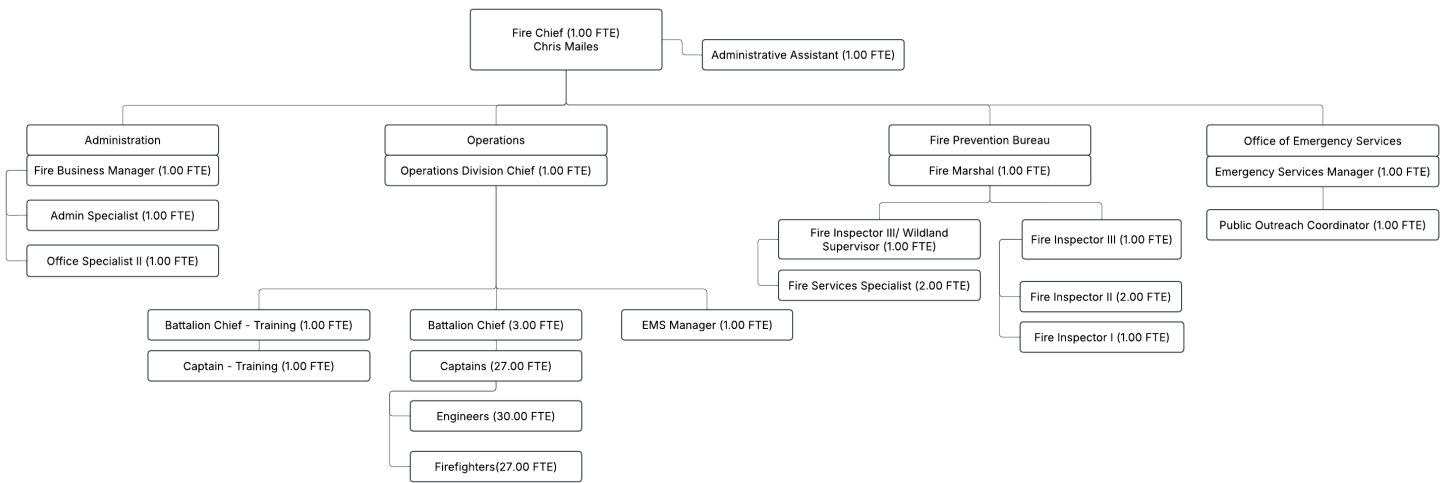 Fire Chief (1.00 FTE)
Chris Mailes
Administrative Assistant (1.00 FTE)
Administration
Fire Business Manager (1.00 FTE)
Admin Specialist (1.00 FTE)
Office Specialist II (1.00 FTE)
Operations
Operations Division Chief (1.00 FTE)
Battalion Chief - Training (1.00 FTE)
Captain - Training (1.00 FTE)
Battalion Chief (3.00 FTE)
Captains (27.00 FTE)
Engineers (30.00 FTE)
Firefighters(27.00 FTE)
EMS Manager (1.00 FTE)
Fire Prevention Bureau
Fire Marshal (1.00 FTE)
Fire Inspector III/ Wildland
Supervisor (1.00 FTE)
Fire Services Specialist (2.00 FTE)
Fire Inspector III (1.00 FTE)
Fire Inspector II (2.00 FTE)
Fire Inspector I (1.00 FTE)
Office of Emergency Services
Emergency Services Manager (1.00 FTE)
Public Outreach Coordinator (1.00 FTE)